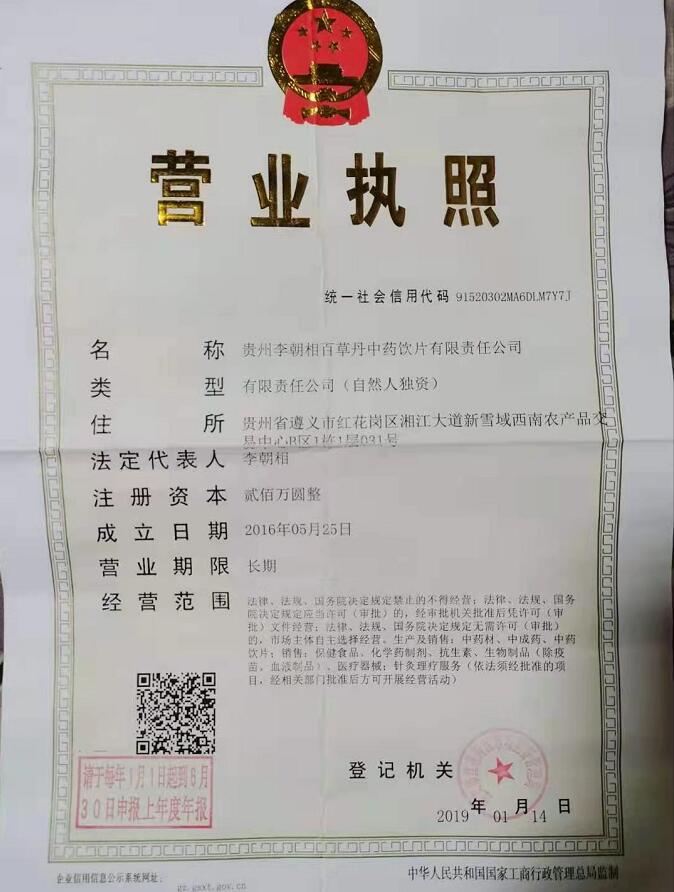 营业执照
统一社会信用代码 91520302MA6DLM7Y7J
名称 贵州李朝相百草丹中药饮片有限责任公司
类型 有限责任公司（自然人独资）
住所 贵州省遵义市红花岗区湘江大道新雪域西南农产品交
易中心B区1栋1层031号
法定代表人 李朝相
注册资本 贰佰万圆整
成立日期 2016年05月25日
营业期限 长期
经营范围 法律、法规、国务院决定规定禁止的不得经营；法律、法规、国务
院决定规定应当许可（审批）的，经审批机关批准后凭许可（审
批）文件经营；法律、法规、国务院决定规定无需许可（审批）
的，市场主体自主选择经营。生产及销售：中药材、中成药、中药
饮片；销售：保健食品、化学药制剂、抗生素、生物制品（除疫
苗，血液制品）、医疗器械；针灸理疗服务（依法须经批准的项
目，经相关部门批准后方可开展经营活动）
请于每年1月1日起到6月
30日申报上年度年报
登记机关
2019年01月14日
企业信用信息公示系统网址：
gz.gsxt.gov.cn
中华人民共和国国家工商行政管理总局监制